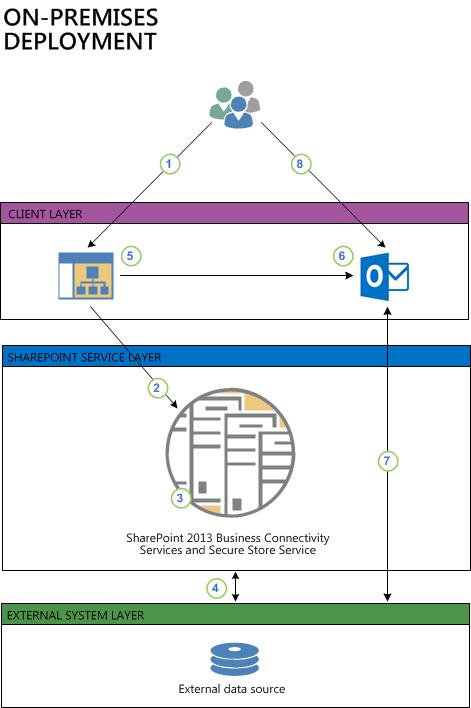 ON-PREMISES
DEPLOYMENT
1
8
CLIENT LAYER
5
6
O
SHAREPOINT SERVICE LAYER
2
7
3
SharePoint 2013 Business Connectivity
Services and Secure Store Service
4
EXTERNAL SYSTEM LAYER
External data source